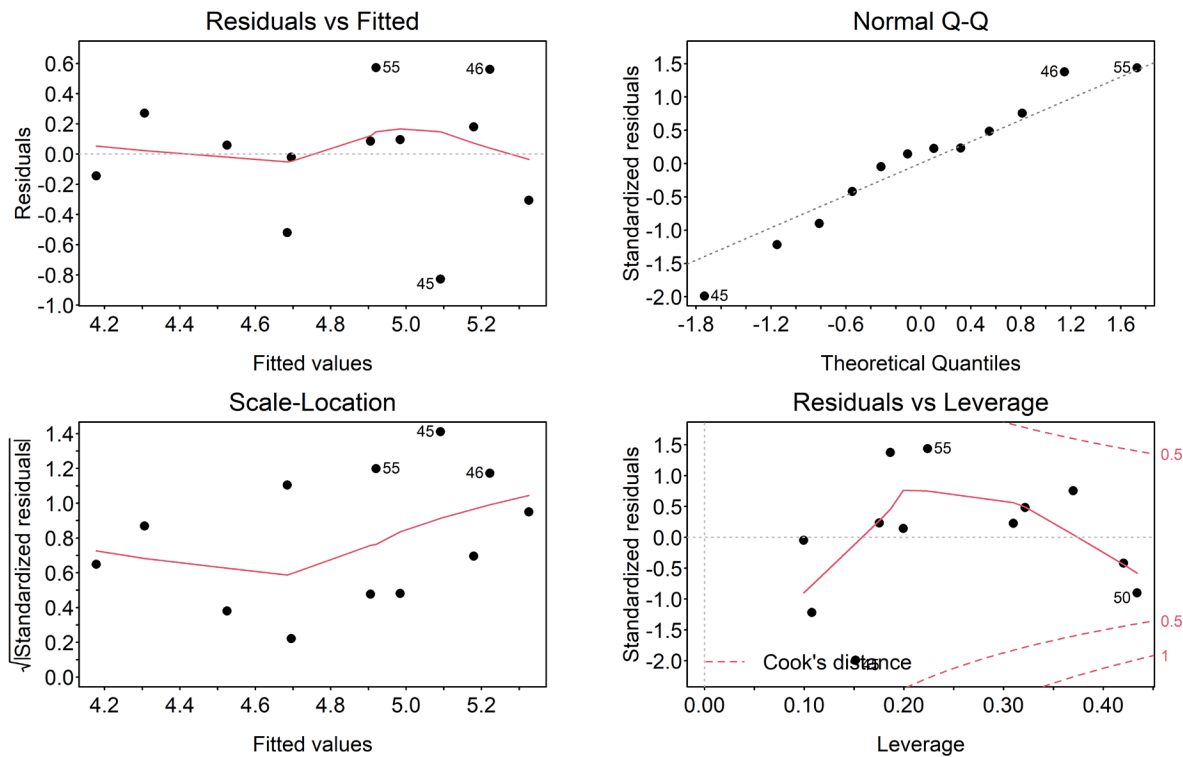 Residuals vs Fitted
Residuals
0.6
0.4
0.2
0.0
-0.2
-0.4
-0.6
-0.8
-1.0
55
46
45
4.2 4.4 4.6 4.8 5.0 5.2
Fitted values
Normal Q-Q
Standardized residuals
1.5
1.0
0.5
0.0
-0.5
-1.0
-1.5
-2.0
46
55
45
-1.8 -1.2 -0.6 0.0 0.4 0.8 1.2 1.6
Theoretical Quantiles
Scale-Location
√|Standardized residuals|
1.4
1.2
1.0
0.8
0.6
0.4
0.2
0.0
45
55
46
4.2 4.4 4.6 4.8 5.0 5.2
Fitted values
Residuals vs Leverage
Standardized residuals
1.5
1.0
0.5
0.0
-0.5
-1.0
-1.5
-2.0
55
0.5
50
0.5
1
Cook's distance
45
0.00 0.10 0.20 0.30 0.40
Leverage